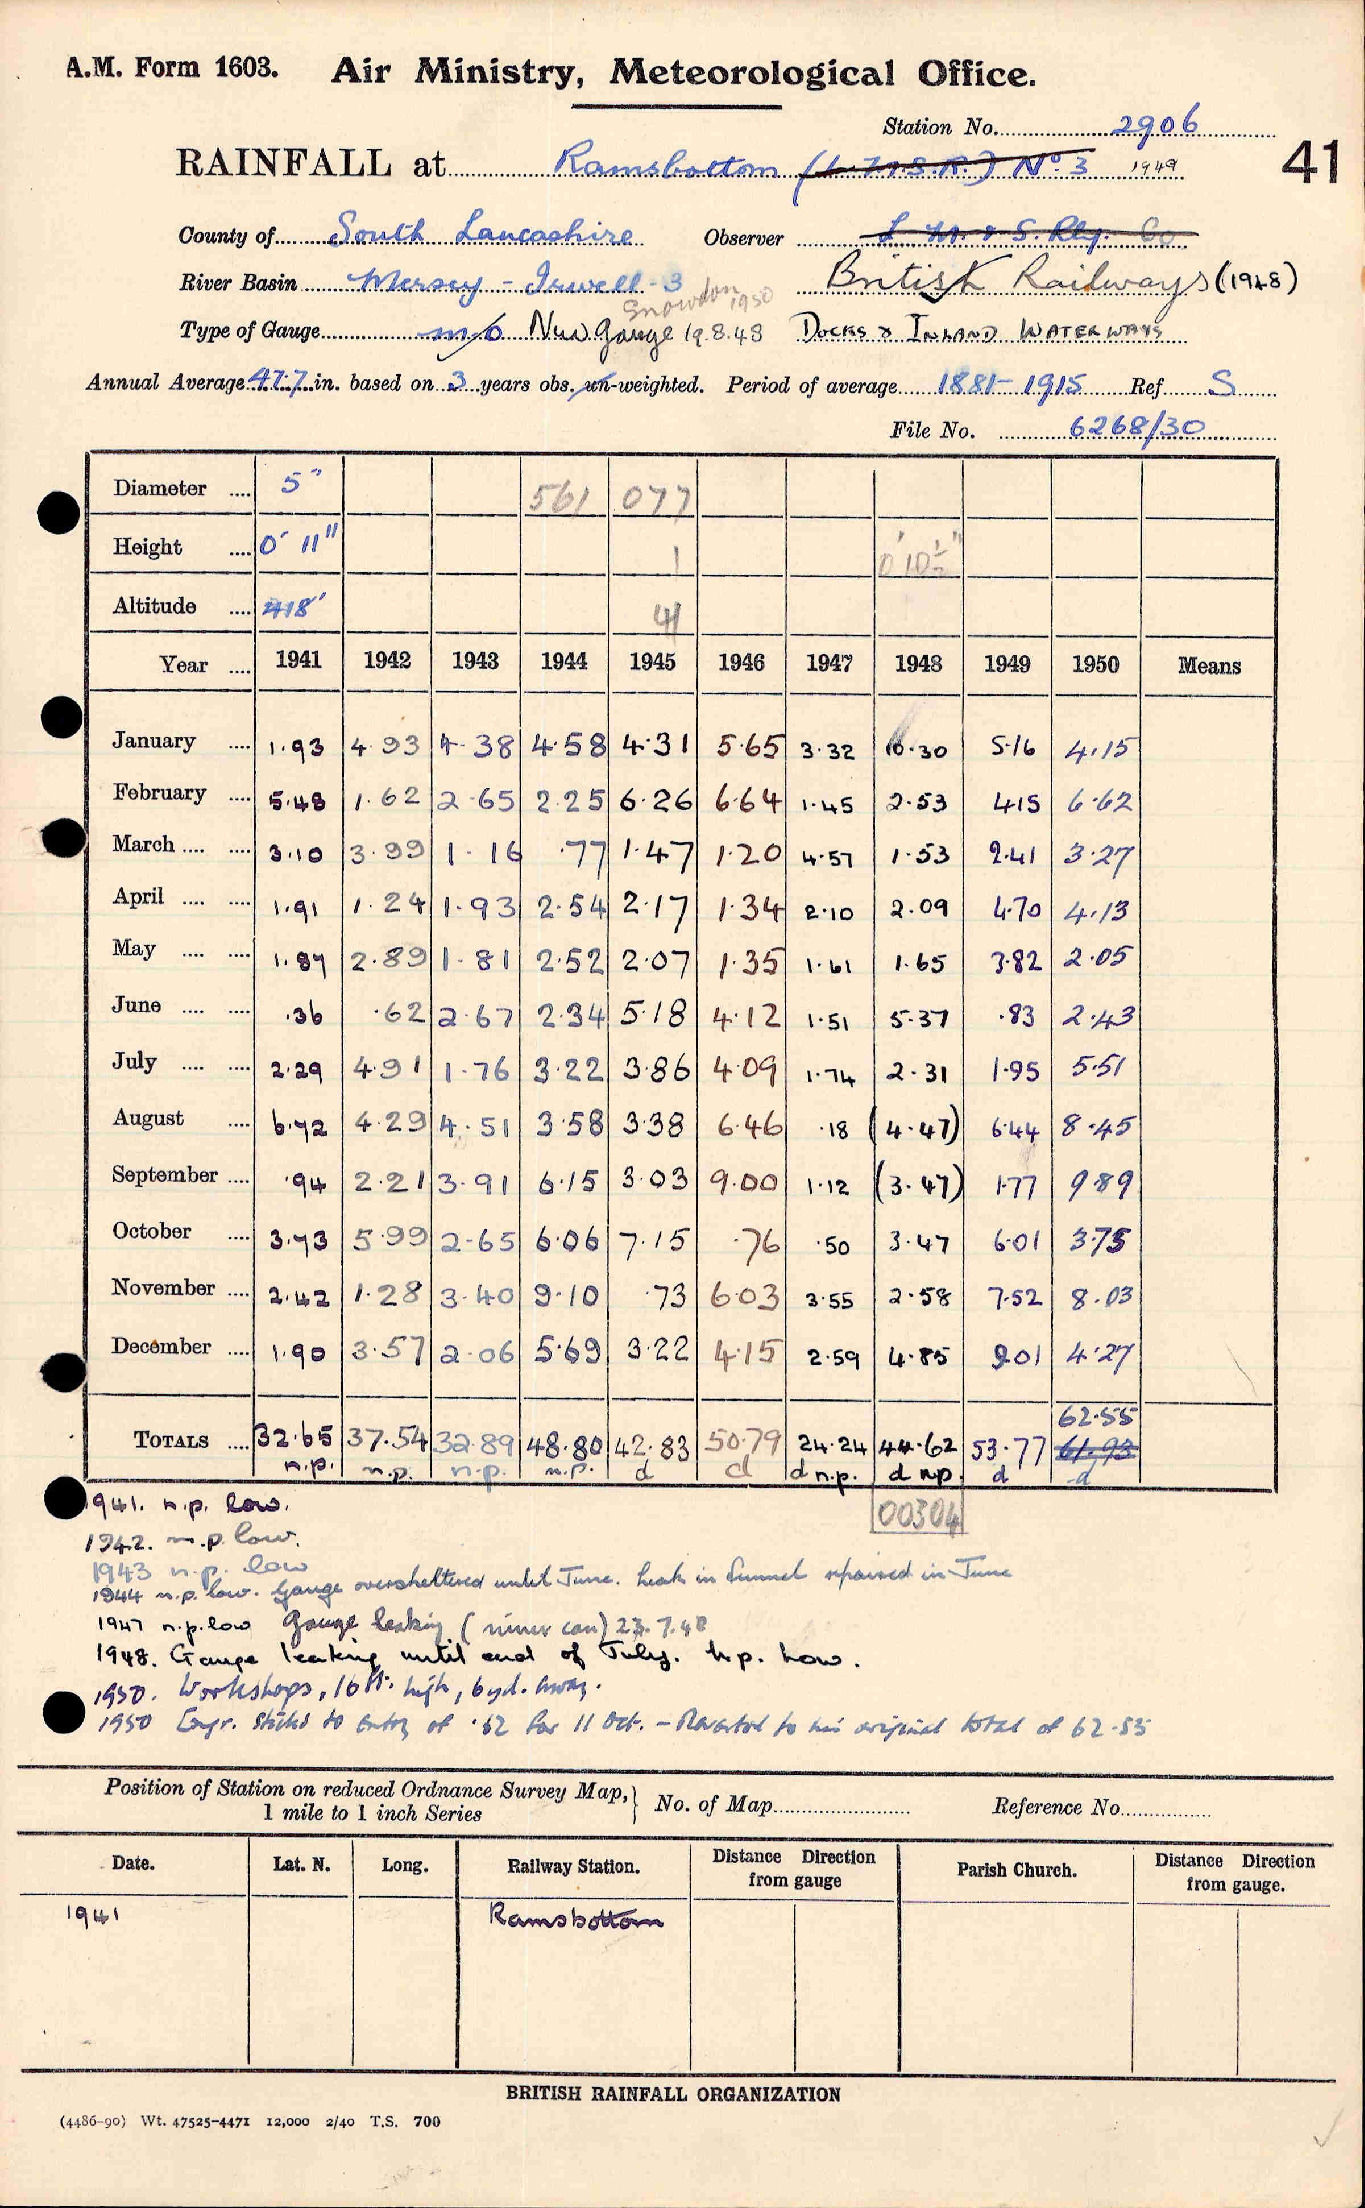 A.M. Form 1603. Air Ministry, Meteorological Office.
Station No. 2906
RAINFALL at Ramsbottom (L.M.S.R.) No. 3 1949 41
County of South Lancashire Observer L. M. & S. Rly. Co
River Basin Mersey - Irwell - 3 British Railways (1948)
Snowdon 1950
Type of Gauge m/o New Gauge 19.8.48 DOCKS & INLAND WATERWAYS
Annual Average 47.7 in. based on 3 years obs. un-weighted. Period of average 1881-1915 Ref S
File No. 6268/30
Diameter 5" 561 077
Height 0' 11" 1 0' 10½"
Altitude 418' 41
Year 1941 1942 1943 1944 1945 1946 1947 1948 1949 1950 Means
January 1.93 4.93 4.38 4.58 4.31 5.65 3.32 10.30 5.16 4.15
February 5.48 1.62 2.65 2.25 6.26 6.64 1.45 2.53 4.15 6.62
March 3.10 3.99 1.16 .77 1.47 1.20 4.57 1.53 2.41 3.27
April 1.91 1.24 1.93 2.54 2.17 1.34 2.10 2.09 4.70 4.13
May 1.87 2.89 1.81 2.52 2.07 1.35 1.61 1.65 3.82 2.05
June .36 .62 2.67 2.34 5.18 4.12 1.51 5.37 .83 2.43
July 2.29 4.91 1.76 3.22 3.86 4.09 1.74 2.31 1.95 5.51
August 6.72 4.29 4.51 3.58 3.38 6.46 .18 (4.47) 6.44 8.45
September .94 2.21 3.91 6.15 3.03 9.00 1.12 (3.47) 1.77 9.89
October 3.73 5.99 2.65 6.06 7.15 .76 .50 3.47 6.01 3.75
November 2.42 1.28 3.40 9.10 .73 6.03 3.55 2.58 7.52 8.03
December 1.90 3.57 2.06 5.69 3.22 4.15 2.59 4.85 9.01 4.27
62.55
TOTALS 32.65 37.54 32.89 48.80 42.83 50.79 24.24 44.62 53.77 61.93
n.p. n.p. n.p. n.p. d d d n.p. d n.p. d d
00304
1941. n.p. low.
1942. n.p. low.
1943 n.p. low
1944 n.p. low. Gauge oversheltered until June. Leak in funnel repaired in June
1947 n.p. low Gauge leaking (inner can) 23.7.48
1948. Gauge leaking until end of July. n.p. low.
1950. Workshops, 16 ft. high, 6 yd. away.
1950 Engr. sticks to entry of .62 for 11 Oct. - Reverted to his original total of 62.55
Position of Station on reduced Ordnance Survey Map,
1 mile to 1 inch Series } No. of Map Reference No.
Date. Lat. N. Long. Railway Station. Distance from gauge Direction Parish Church. Distance from gauge. Direction
1941 Ramsbottom
BRITISH RAINFALL ORGANIZATION
(4486-90) Wt. 47525-4471 12,000 2/40 T.S. 700